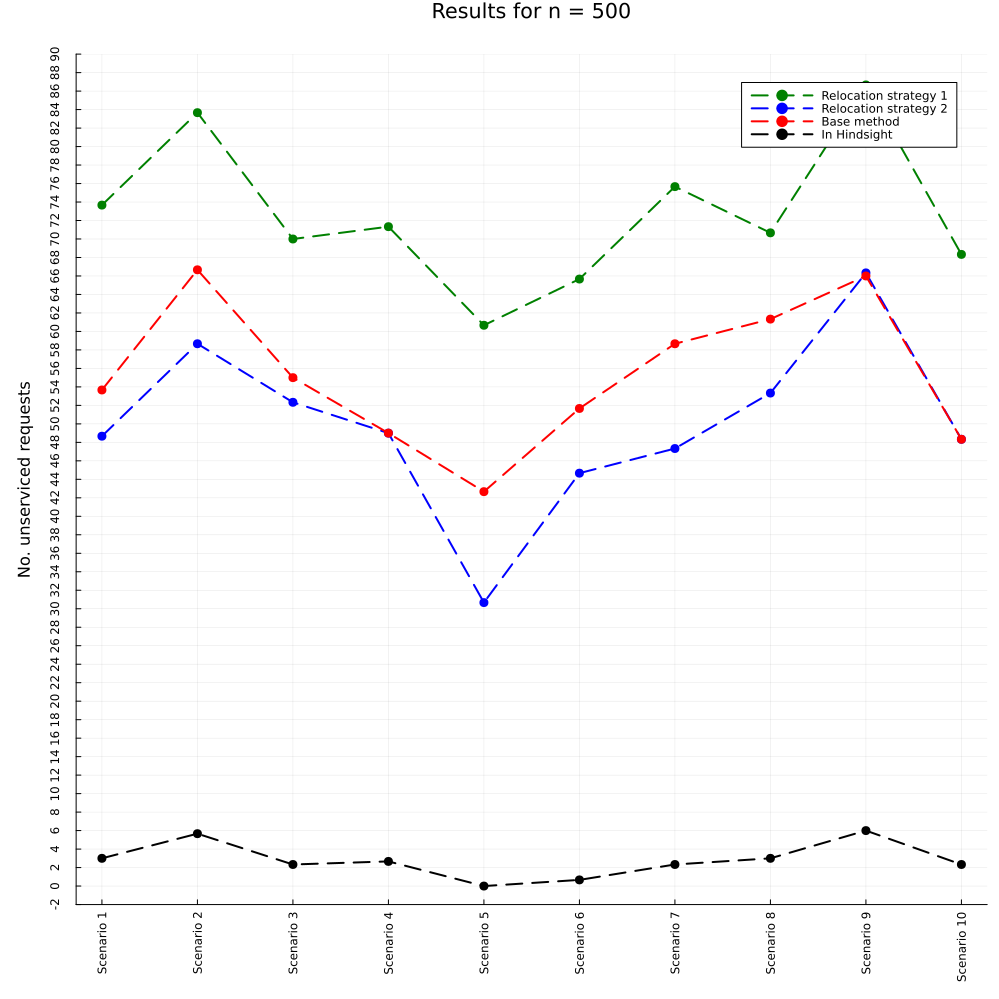 Results for n = 500
No. unserviced requests
90
88
86
84
82
80
78
76
74
72
70
68
66
64
62
60
58
56
54
52
50
48
46
44
42
40
38
36
34
32
30
28
26
24
22
20
18
16
14
12
10
8
6
4
2
0
-2
Relocation strategy 1
Relocation strategy 2
Base method
In Hindsight
Scenario 1
Scenario 2
Scenario 3
Scenario 4
Scenario 5
Scenario 6
Scenario 7
Scenario 8
Scenario 9
Scenario 10